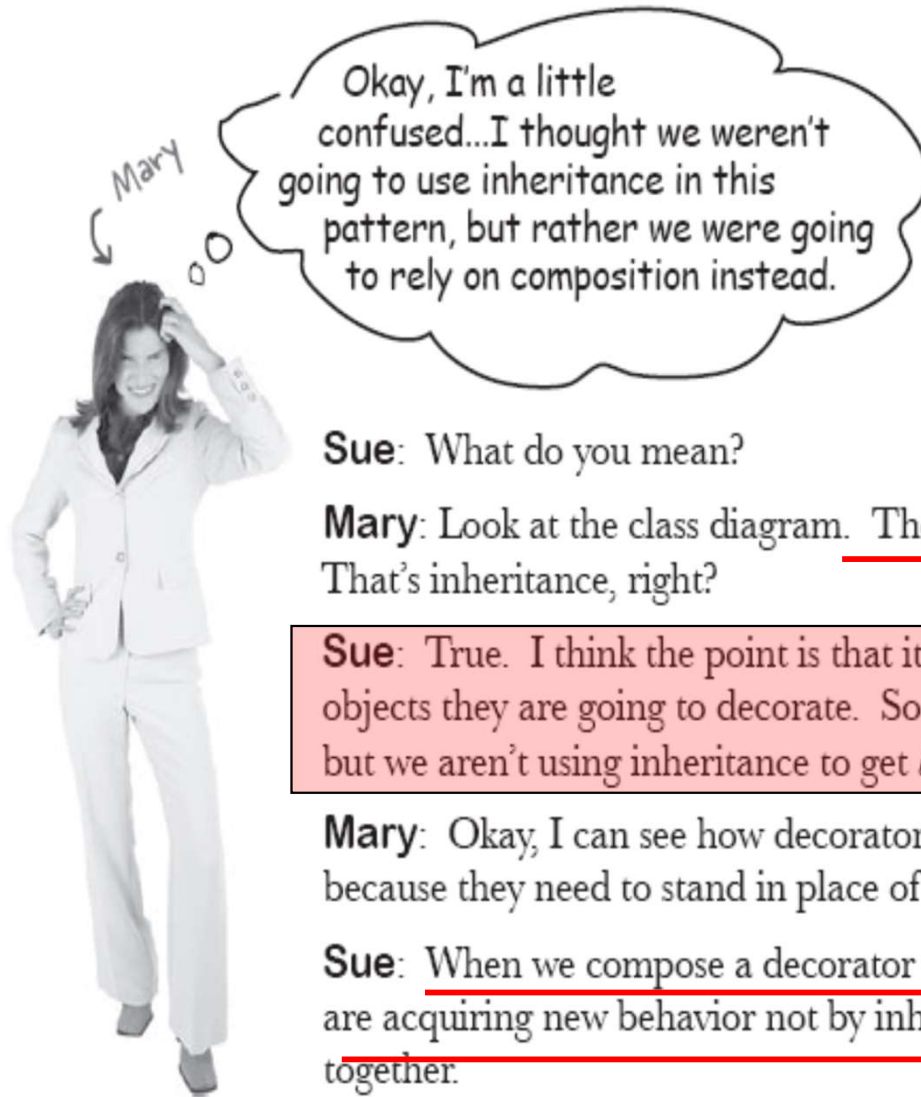 Okay, I'm a little
confused...I thought we weren't
going to use inheritance in this
pattern, but rather we were going
to rely on composition instead.
Mary
Sue: What do you mean?
Mary: Look at the class diagram. Th
That's inheritance, right?
Sue: True. I think the point is that it
objects they are going to decorate. So
but we aren't using inheritance to get
Mary: Okay, I can see how decorator
because they need to stand in place of
Sue: When we compose a decorator
are acquiring new behavior not by inh
together.